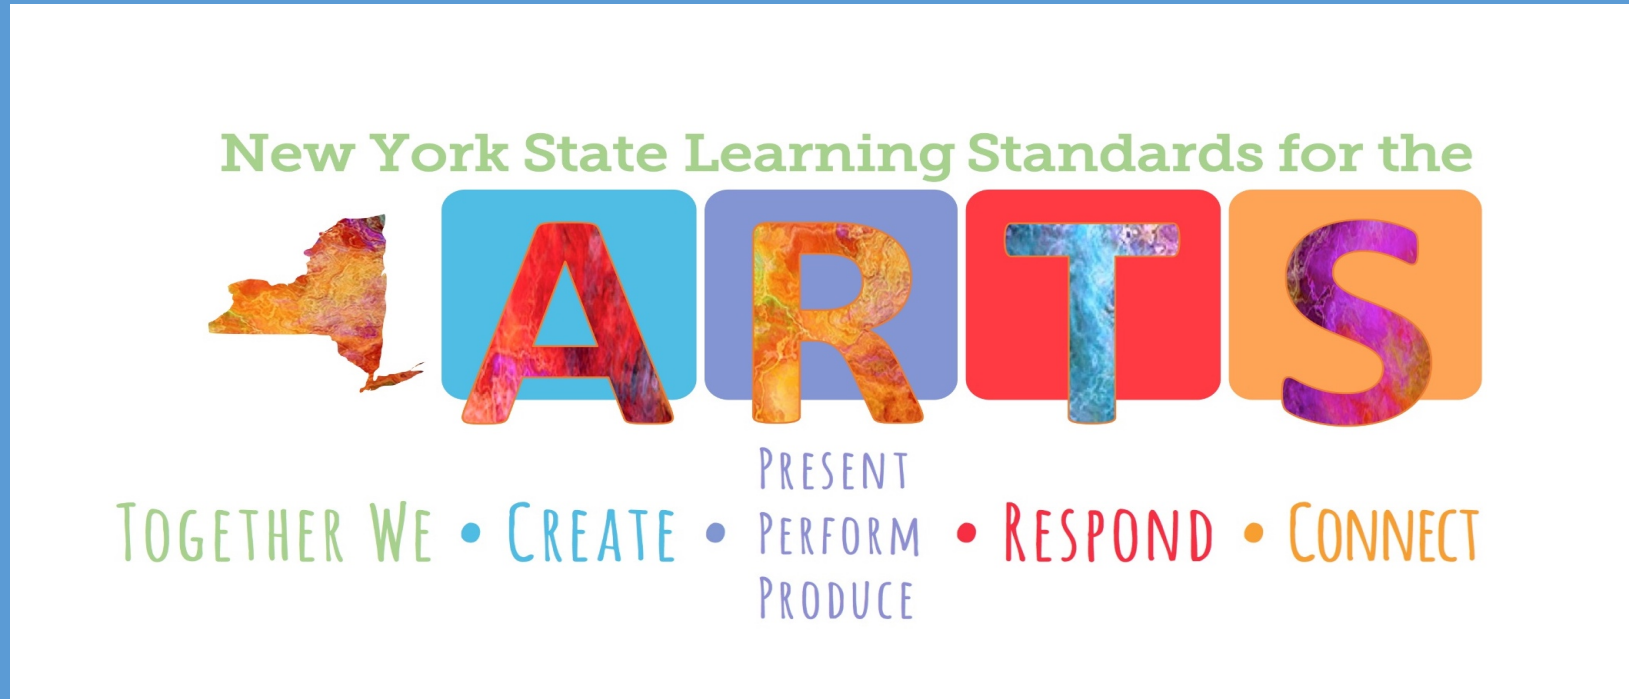 New York State Learning Standards for the
ARTS
TOGETHER WE • CREATE • PRESENT PERFORM PRODUCE • RESPOND • CONNECT